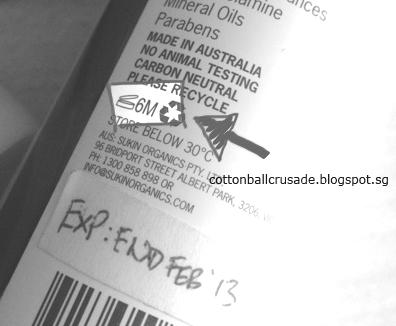 Mineral Oils
Parabens
MADE IN AUSTRALIA
NO ANIMAL TESTING
CARBON NEUTRAL
PLEASE RECYCLE
6M
STORE BELOW 30°C
AUS: SUKIN ORGANICS PTY.
96 BRIDPORT STREET ALBERT PARK, 3206,
PH: 1300 858 898 OR
INFO@SUKINORGANICS.COM
cottonballcrusade.blogspot.sg
EXP: END FEB '13